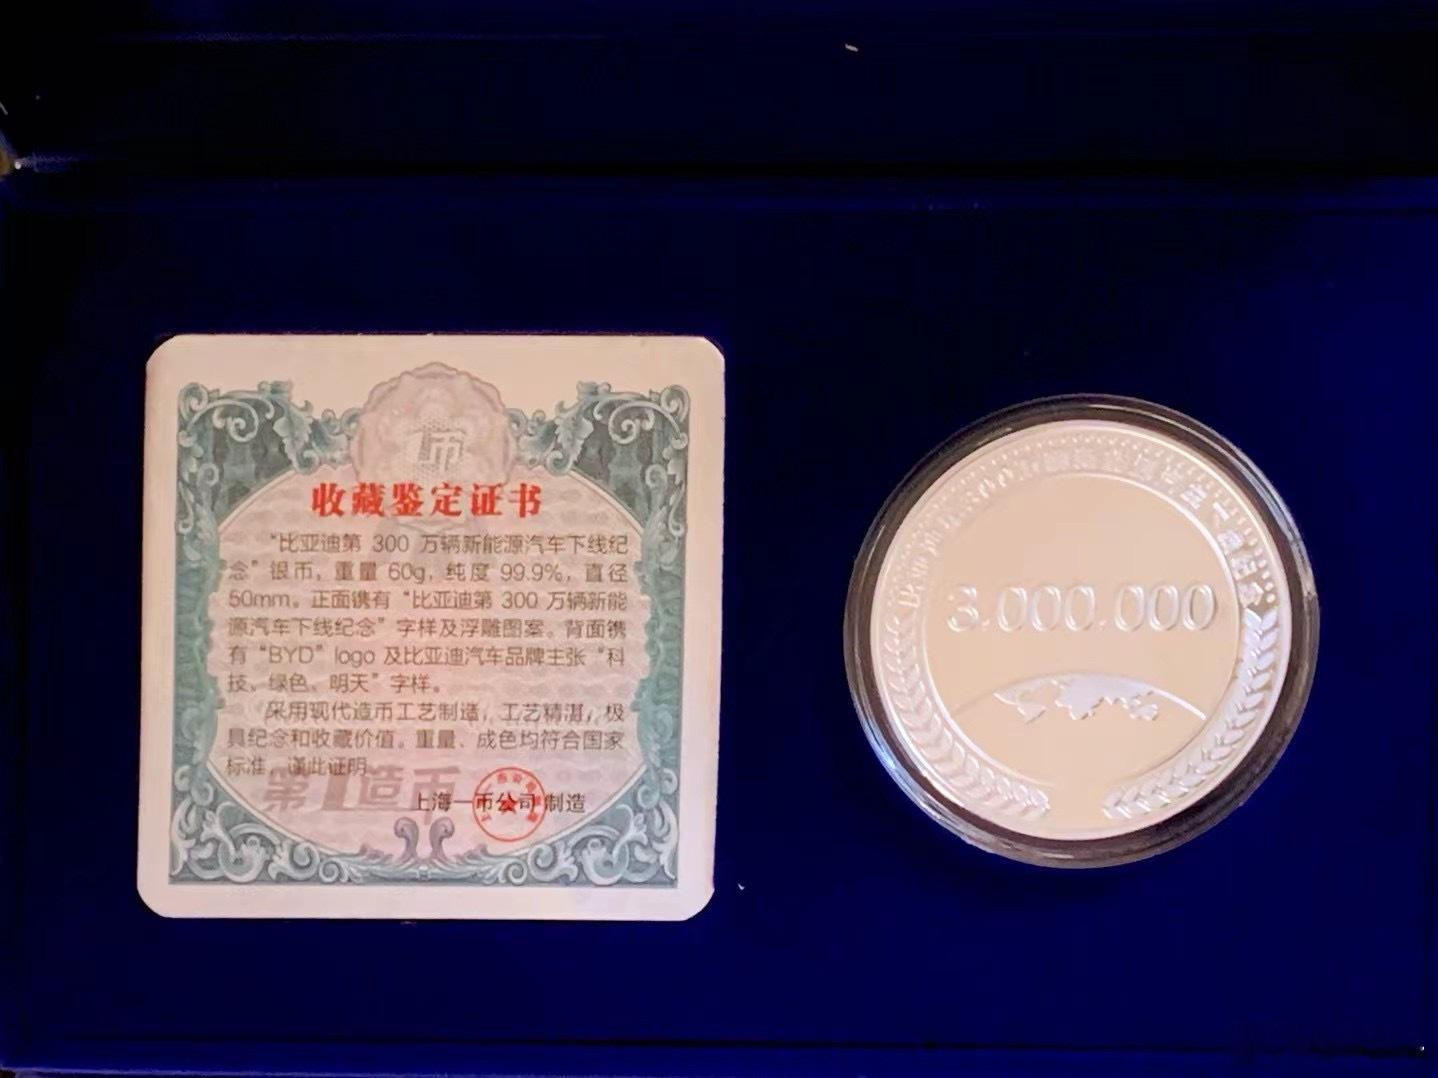 币
收藏鉴定证书
“比亚迪第 300 万辆新能源汽车下线纪
念”银币，重量 60g，纯度 99.9%，直径
50mm。正面镌有“比亚迪第 300 万辆新能
源汽车下线纪念”字样及浮雕图案。背面镌
有“BYD”logo 及比亚迪汽车品牌主张“科
技、绿色、明天”字样。
采用现代造币工艺制造，工艺精湛，极
具纪念和收藏价值。重量、成色均符合国家
标准，谨此证明
第1造币
上海一币公司 制造
3.000.000